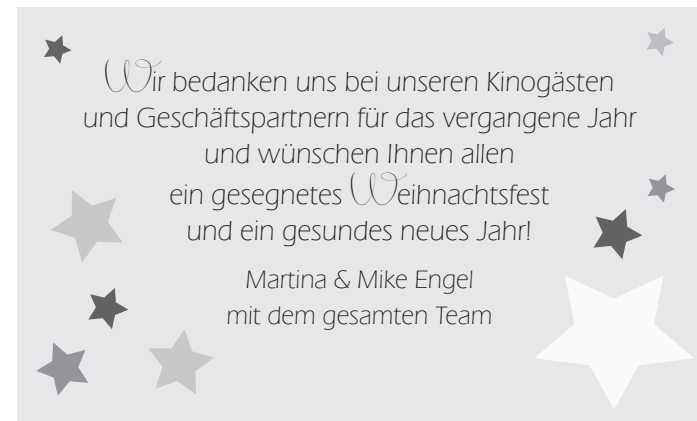 Wir bedanken uns bei unseren Kinogästen
und Geschäftspartnern für das vergangene Jahr
und wünschen Ihnen allen
ein gesegnetes Weihnachtsfest
und ein gesundes neues Jahr!
Martina & Mike Engel
mit dem gesamten Team